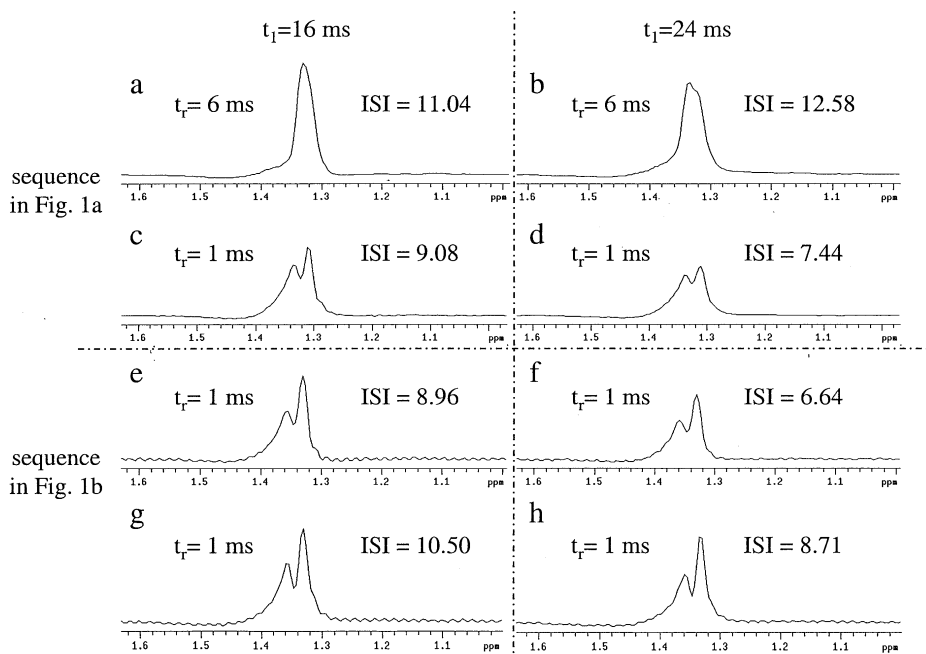 t1=16 ms
t1=24 ms
a
tr= 6 ms
ISI = 11.04
b
tr= 6 ms
ISI = 12.58
sequence
in Fig. 1a
1.6 1.5 1.4 1.3 1.2 1.1 ppm
1.6 1.5 1.4 1.3 1.2 1.1 ppm
c
tr= 1 ms
ISI = 9.08
d
tr= 1 ms
ISI = 7.44
1.6 1.5 1.4 1.3 1.2 1.1 ppm
1.6 1.5 1.4 1.3 1.2 1.1 ppm
e
tr= 1 ms
ISI = 8.96
f
tr= 1 ms
ISI = 6.64
sequence
in Fig. 1b
1.6 1.5 1.4 1.3 1.2 1.1 ppm
1.6 1.5 1.4 1.3 1.2 1.1 ppm
g
tr= 1 ms
ISI = 10.50
h
tr= 1 ms
ISI = 8.71
1.6 1.5 1.4 1.3 1.2 1.1 ppm
1.6 1.5 1.4 1.3 1.2 1.1 ppm